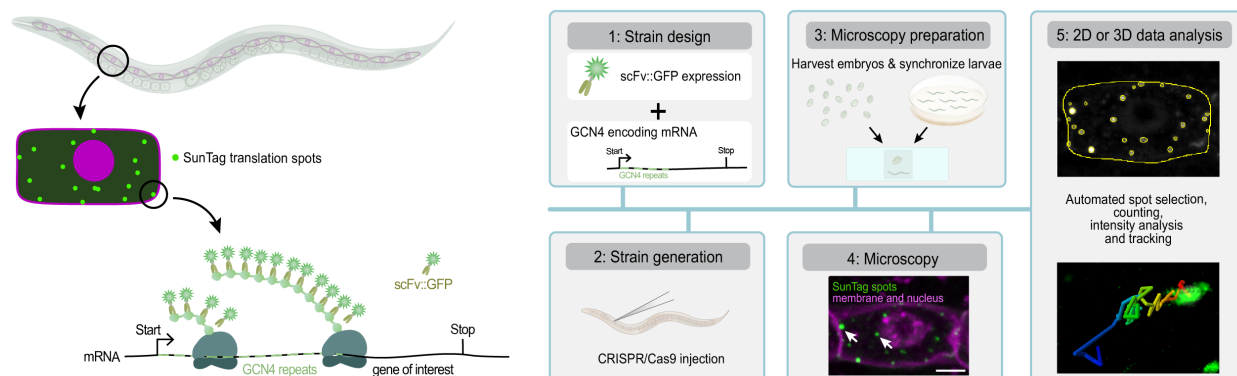 SunTag translation spots
scFv::GFP
Start
Stop
mRNA
GCN4 repeats
gene of interest
1: Strain design
scFv::GFP expression
+
GCN4 encoding mRNA
Start
Stop
GCN4 repeats
2: Strain generation
CRISPR/Cas9 injection
3: Microscopy preparation
Harvest embryos & synchronize larvae
4: Microscopy
SunTag spots
membrane and nucleus
5: 2D or 3D data analysis
Automated spot selection,
counting,
intensity analysis
and tracking